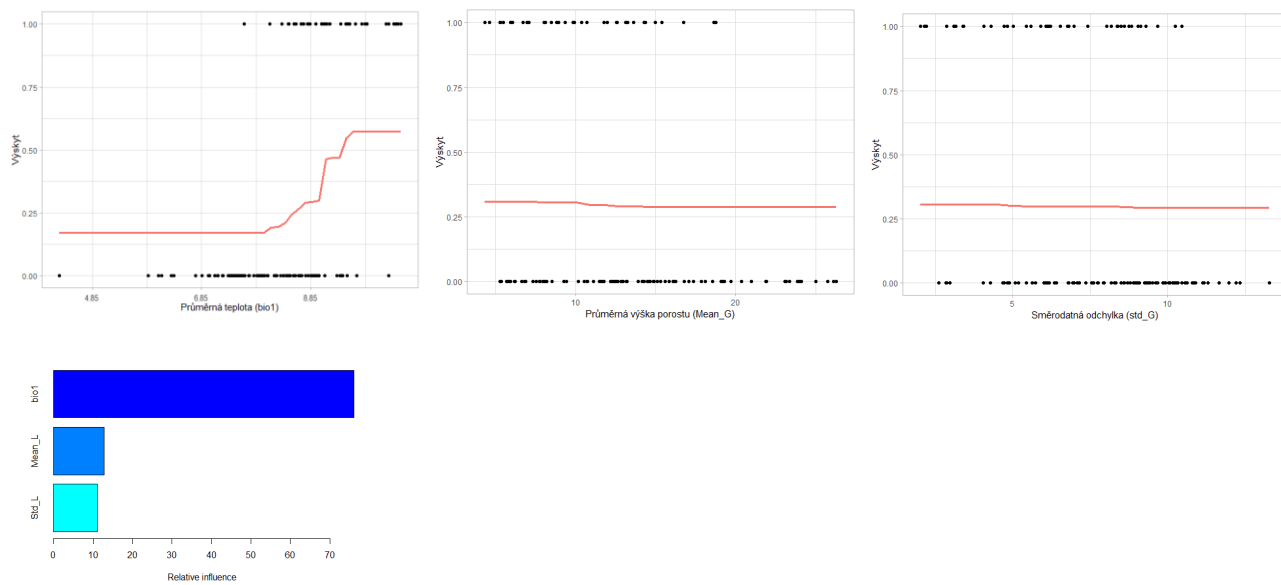 1.00
0.75
0.50
0.25
0.00
Výskyt
4.85
6.85
8.85
Průměrná teplota (bio1)
1.00
0.75
0.50
0.25
0.00
Výskyt
10
20
Průměrná výška porostu (Mean_G)
1.00
0.75
0.50
0.25
0.00
Výskyt
5
10
Směrodatná odchylka (std_G)
bio1
Mean_L
Std_L
0 10 20 30 40 50 60 70
Relative influence